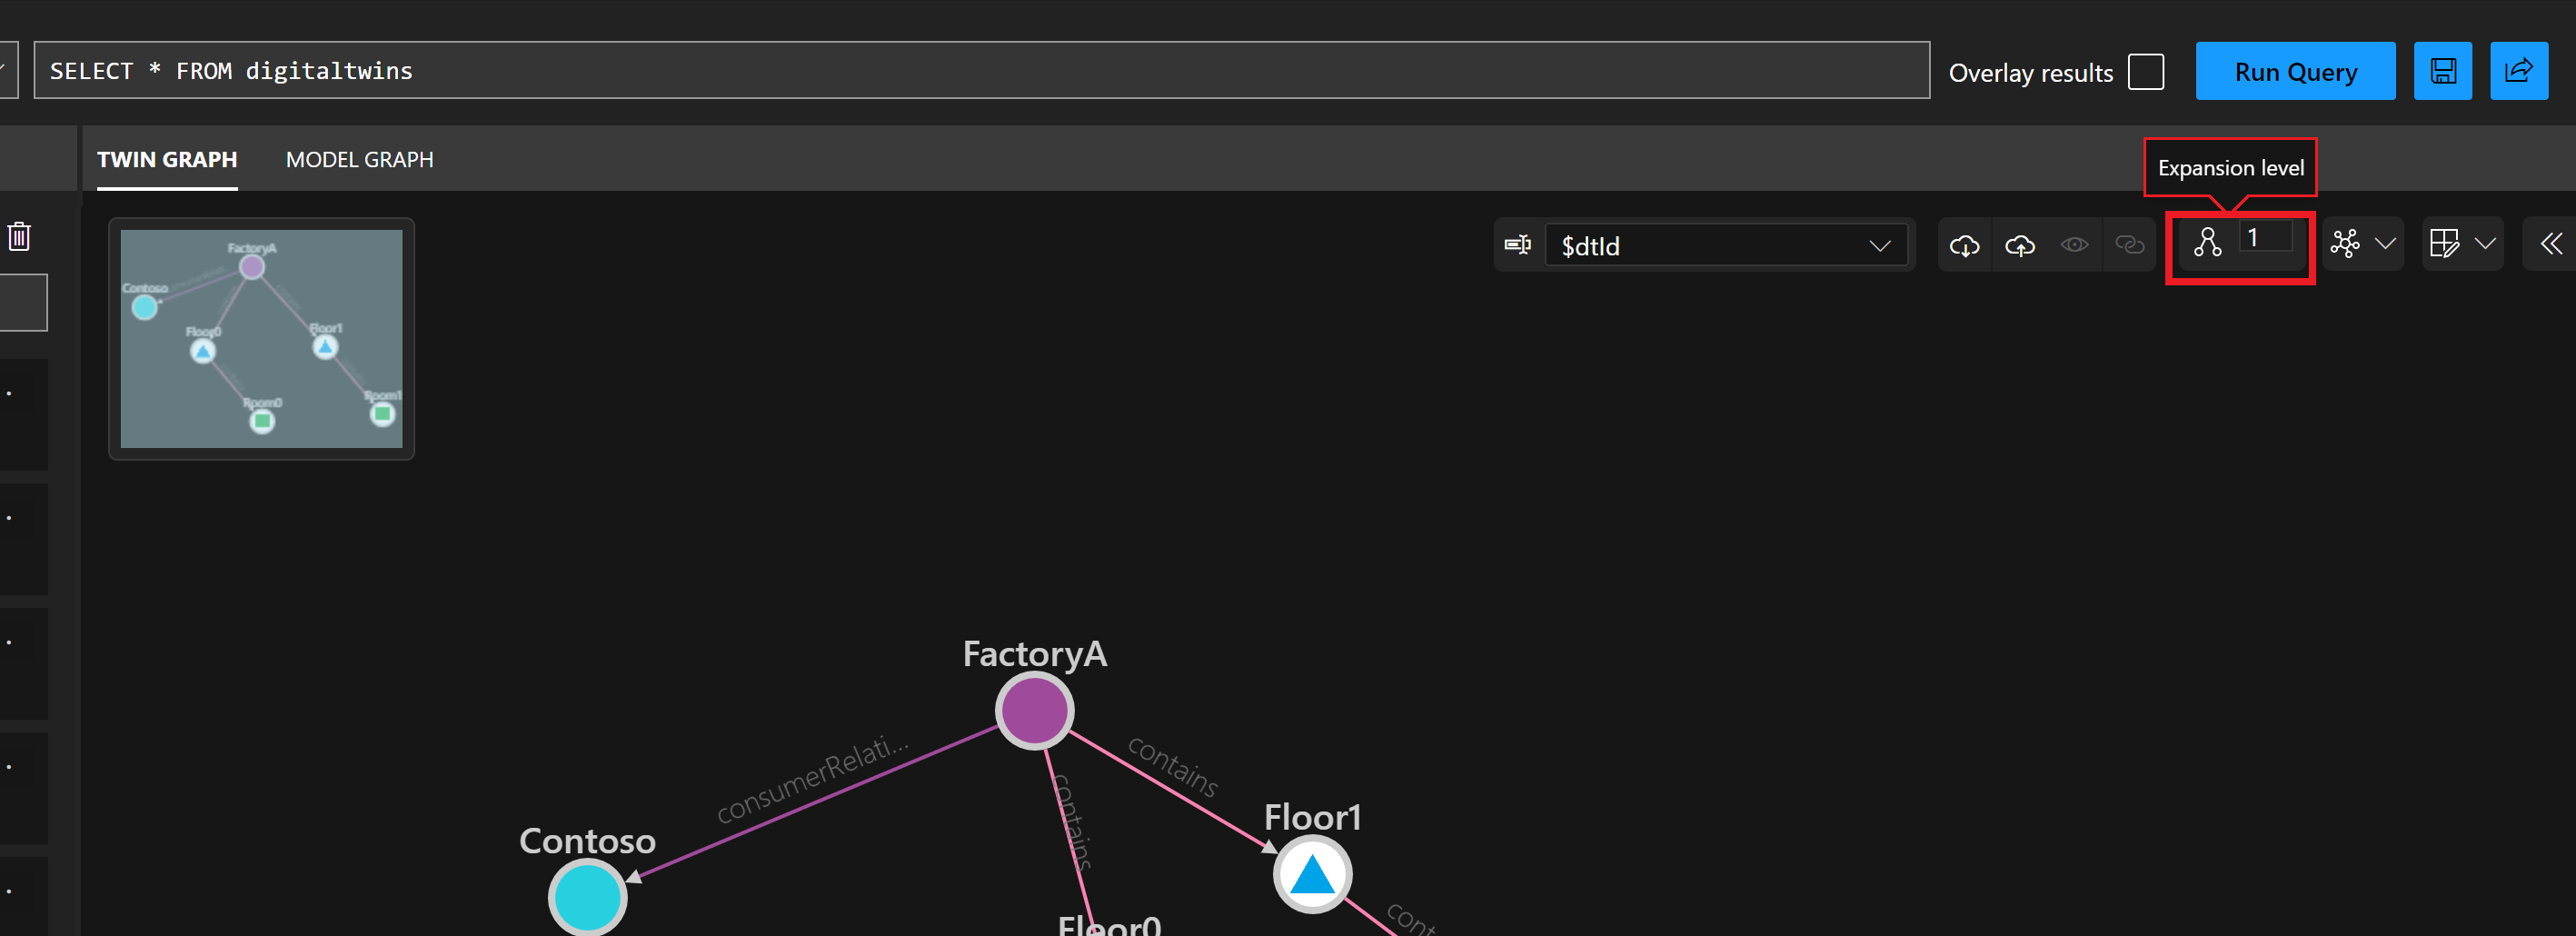 SELECT * FROM digitaltwins
Overlay results
Run Query
TWIN GRAPH
MODEL GRAPH
Expansion level
$dtId
1
FactoryA
Contoso
Floor0
Floor1
Room0
Room1
FactoryA
consumerRelati...
contains
contains
Floor1
Contoso
cont
Floor0